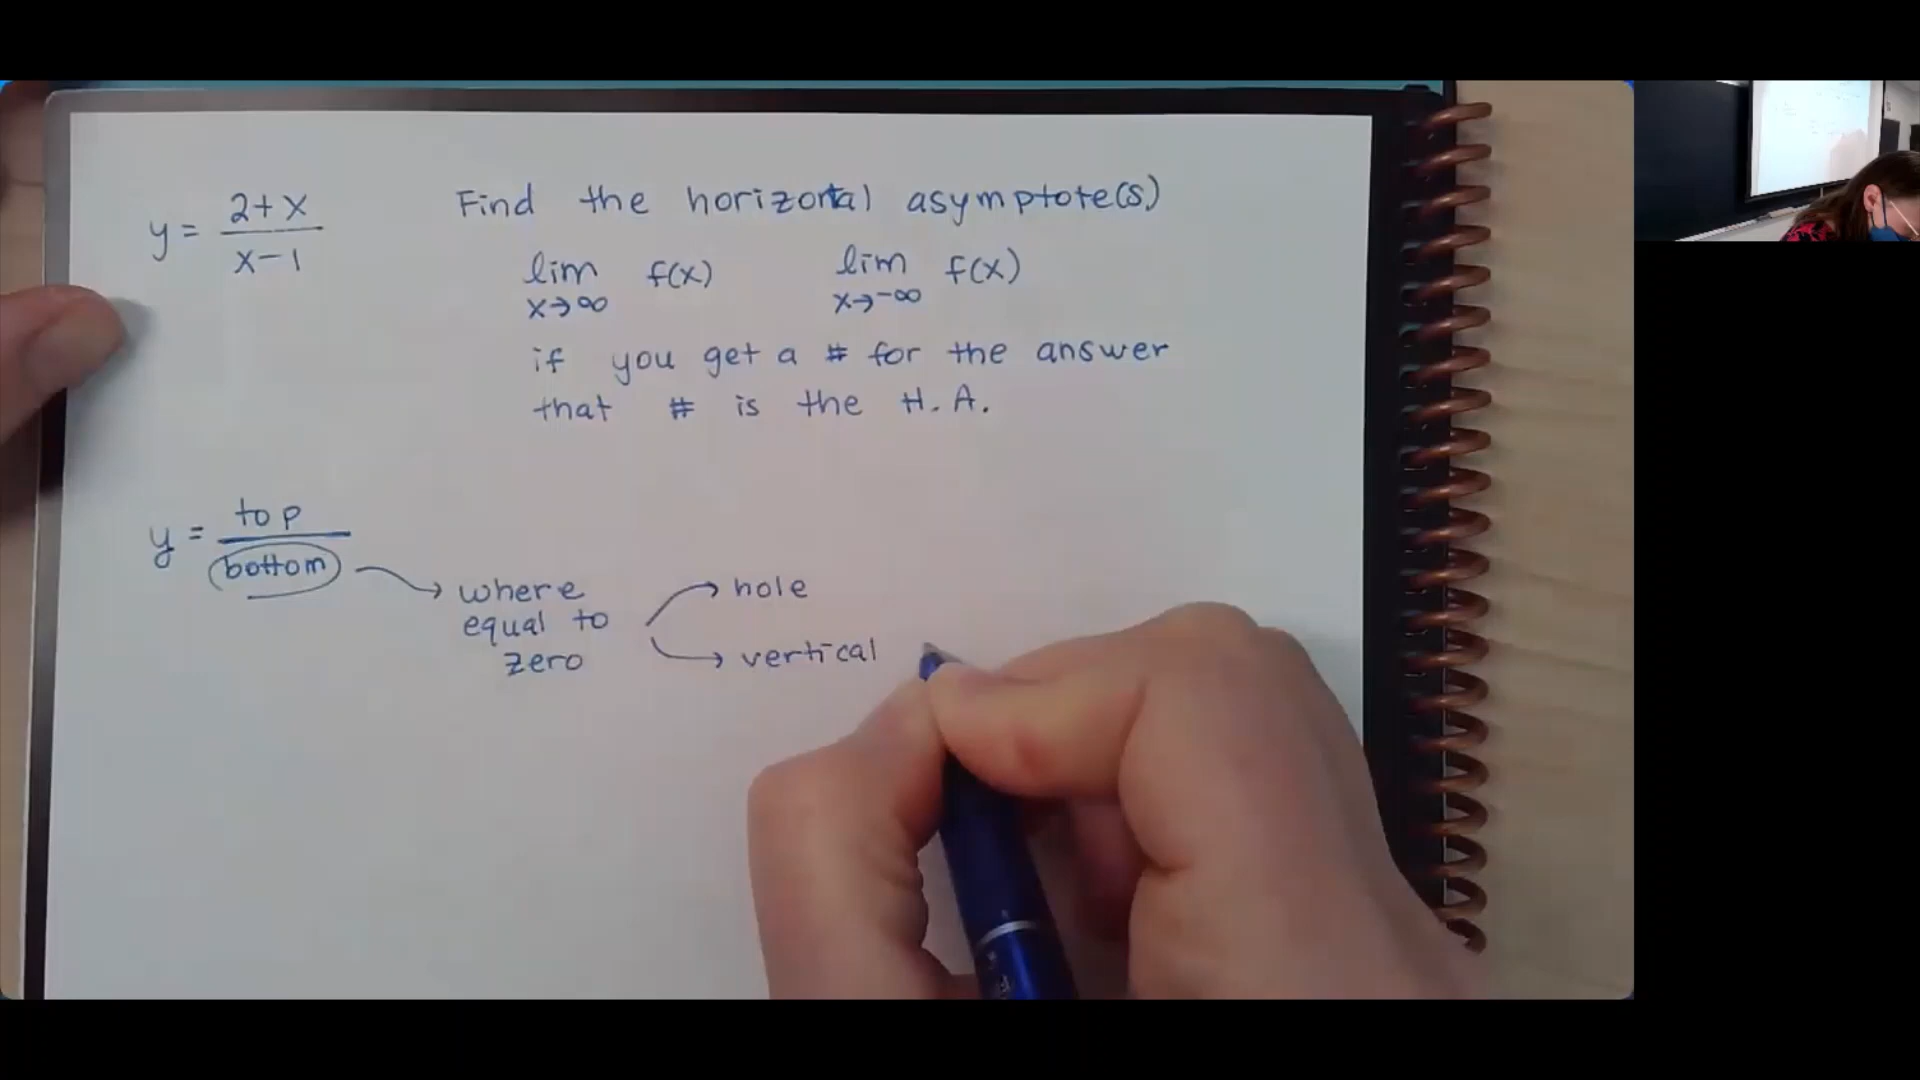 y = 2+x / x-1
Find the horizontal asymptote(s)
lim x→∞ f(x)
lim x→-∞ f(x)
if you get a # for the answer
that # is the H.A.
y = top / bottom
where
equal to
zero
hole
vertical